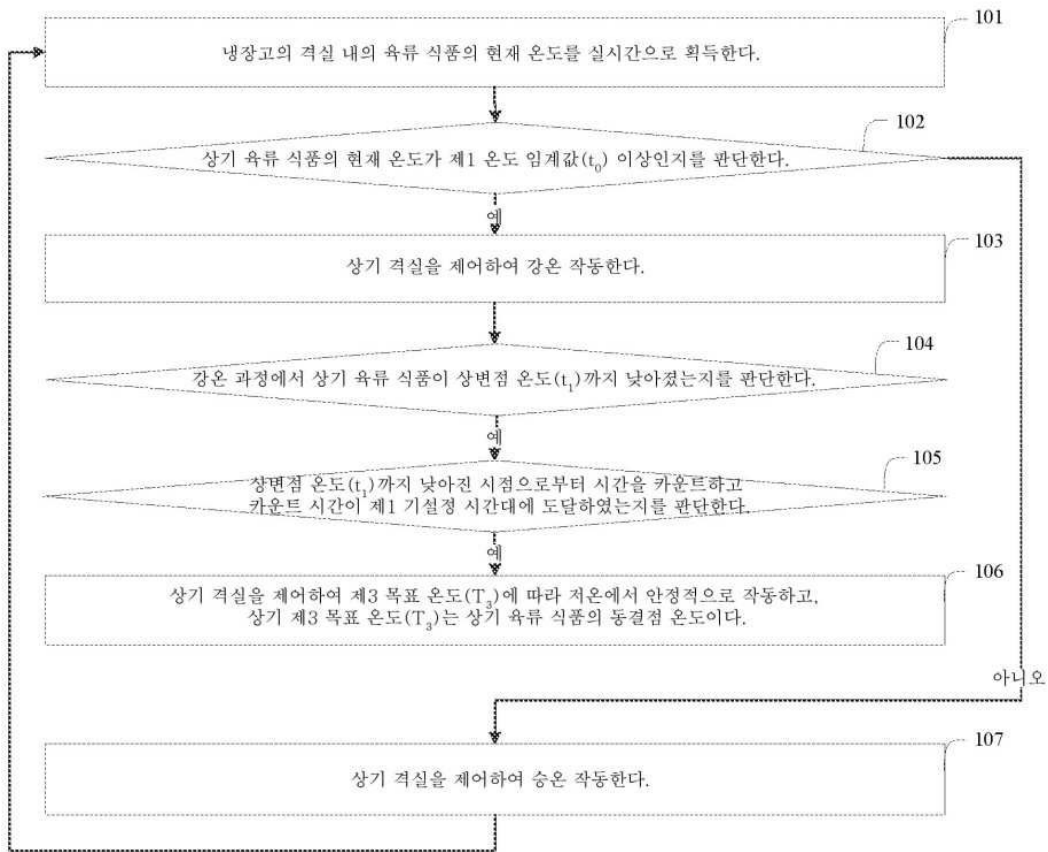 101
냉장고의 격실 내의 육류 식품의 현재 온도를 실시간으로 획득한다.
102
상기 육류 식품의 현재 온도가 제1 온도 임계값(t0) 이상인지를 판단한다.
예
103
상기 격실을 제어하여 강온 작동한다.
104
강온 과정에서 상기 육류 식품이 상변점 온도(t1)까지 낮아졌는지를 판단한다.
예
105
상변점 온도(t1)까지 낮아진 시점으로부터 시간을 카운트하고
카운트 시간이 제1 기설정 시간대에 도달하였는지를 판단한다.
예
106
상기 격실을 제어하여 제3 목표 온도(T3)에 따라 저온에서 안정적으로 작동하고,
상기 제3 목표 온도(T3)는 상기 육류 식품의 동결점 온도이다.
아니오
107
상기 격실을 제어하여 승온 작동한다.